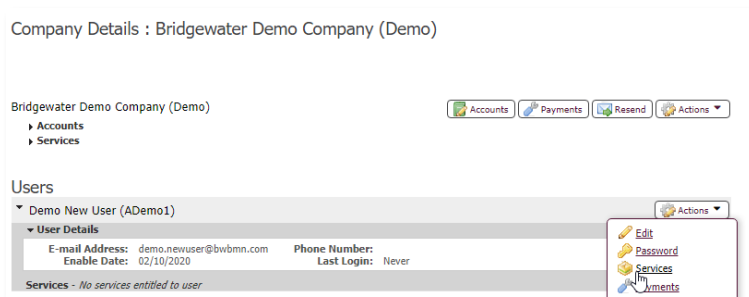 Company Details : Bridgewater Demo Company (Demo)
Bridgewater Demo Company (Demo)
Accounts
Payments
Resend
Actions
Accounts
Services
Users
Demo New User (ADemo1)
Actions
User Details
E-mail Address: demo.newuser@bwbmn.com Phone Number:
Enable Date: 02/10/2020 Last Login: Never
Services - No services entitled to user
Edit
Password
Services